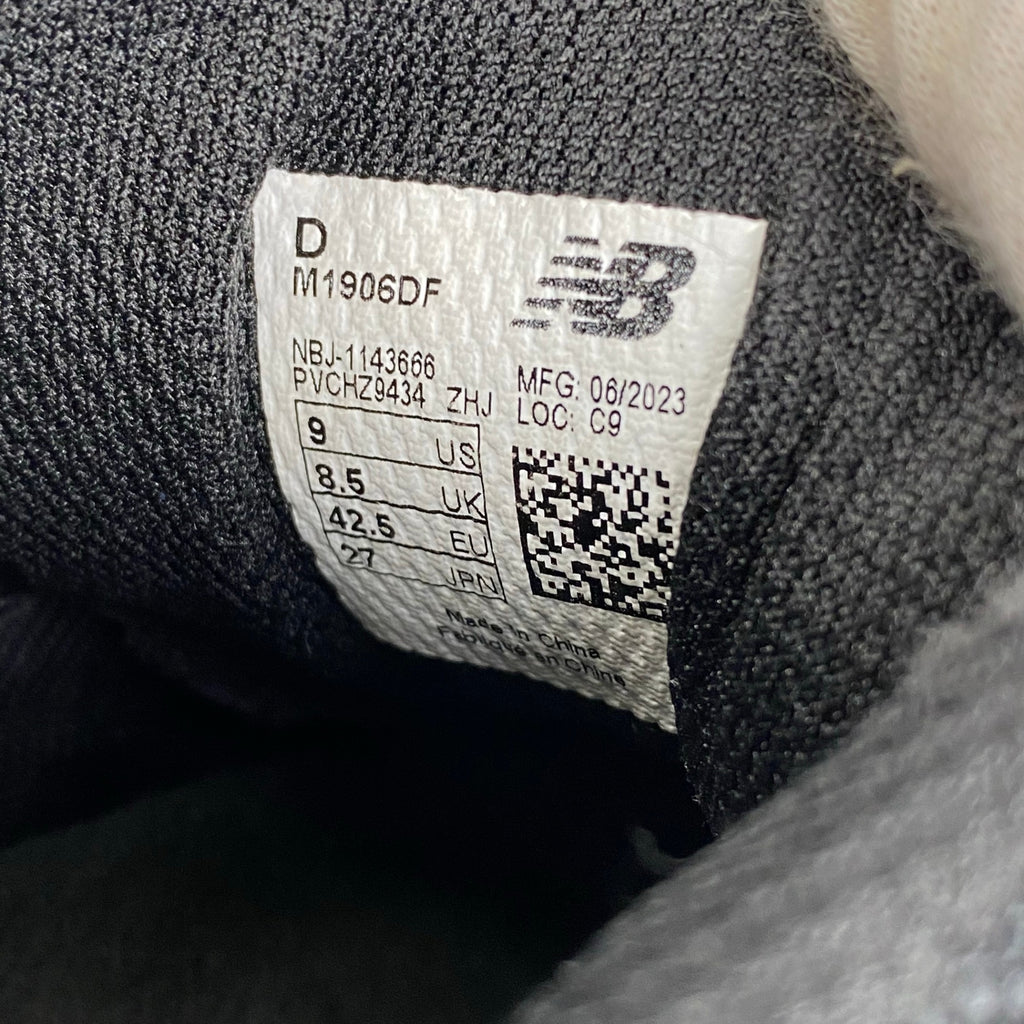 D
M1906DF
NB
NBJ-1143666
PVCHZ9434 ZHJ
MFG: 06/2023
LOC: C9
9 US
8.5 UK
42.5 EU
27 JPN
Made in China
Fabriqué en Chine